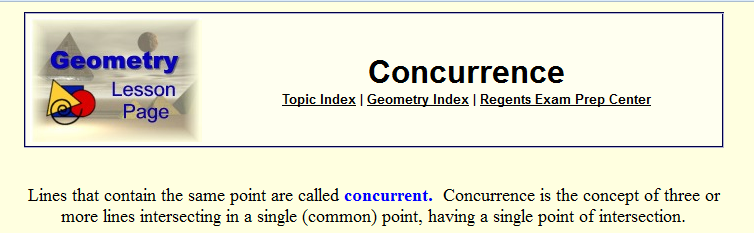 Geometry
Lesson
Page
Concurrence
Topic Index | Geometry Index | Regents Exam Prep Center
Lines that contain the same point are called concurrent. Concurrence is the concept of three or
more lines intersecting in a single (common) point, having a single point of intersection.